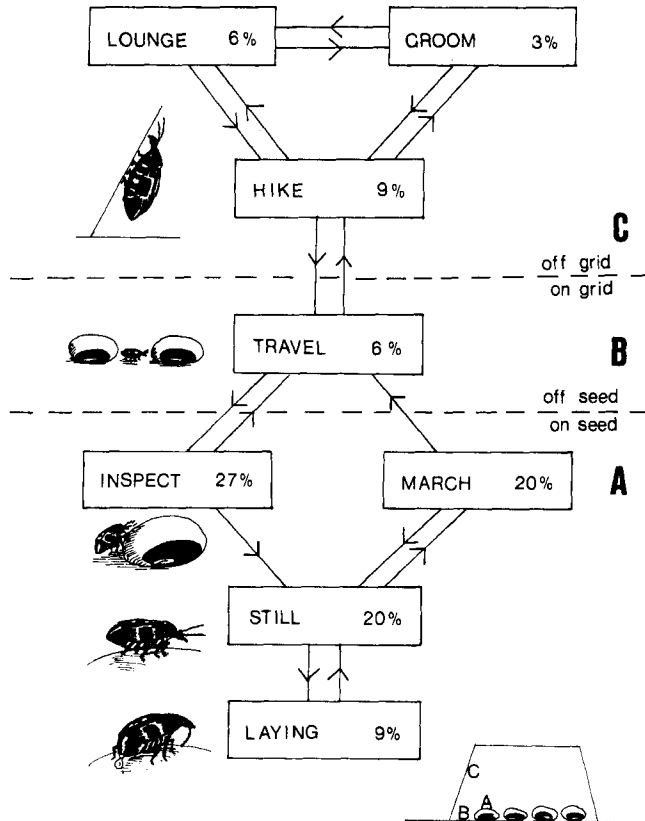 LOUNGE 6%
GROOM 3%
HIKE 9%
C
off grid
on grid
TRAVEL 6%
B
off seed
on seed
INSPECT 27%
MARCH 20%
A
STILL 20%
LAYING 9%
C
A
B